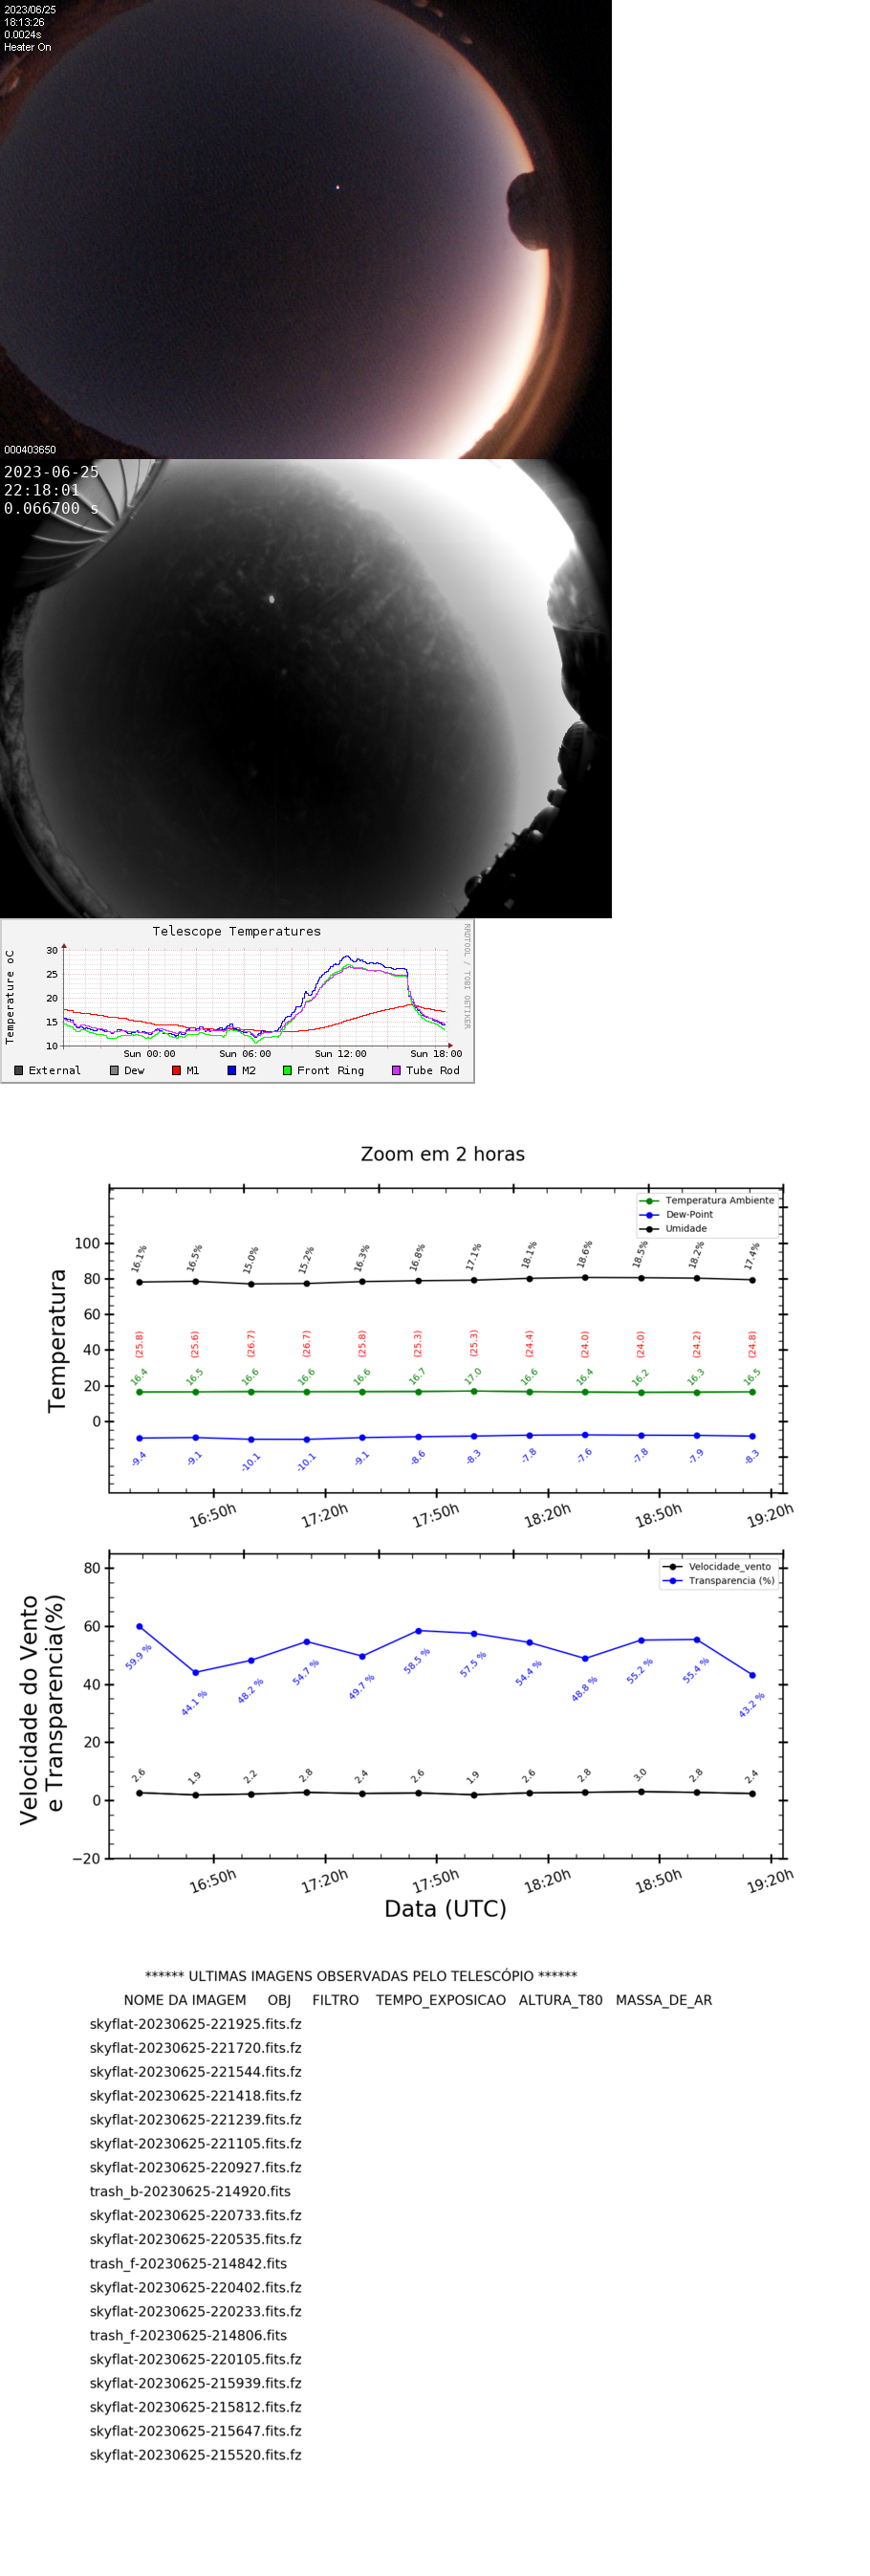 2023/06/25
18:13:26
0.0024s
Heater On
000403650
2023-06-25
22:18:01
0.066700 s
Telescope Temperatures
RRDTOOL / TOBI OETIKER
Temperature oC
30
25
20
15
10
Sun 00:00 Sun 06:00 Sun 12:00 Sun 18:00
External Dew M1 M2 Front Ring Tube Rod
Zoom em 2 horas
Temperatura Ambiente
Dew-Point
Umidade
Temperatura
100
80
60
40
20
0
16.1% 16.5% 15.0% 15.2% 16.3% 16.8% 17.1% 18.1% 18.6% 18.5% 18.2% 17.4%
(25.8) (25.6) (26.7) (26.7) (25.8) (25.3) (25.3) (24.4) (24.0) (24.0) (24.2) (24.8)
16.4 16.5 16.6 16.6 16.6 16.7 17.0 16.6 16.4 16.2 16.3 16.5
-9.4 -9.1 -10.1 -10.1 -9.1 -8.6 -8.3 -7.8 -7.6 -7.8 -7.9 -8.3
16:50h 17:20h 17:50h 18:20h 18:50h 19:20h
Velocidade_vento
Transparencia (%)
Velocidade do Vento
e Transparencia(%)
80
60
40
20
0
−20
59.9 % 44.1 % 48.2 % 54.7 % 49.7 % 58.5 % 57.5 % 54.4 % 48.8 % 55.2 % 55.4 % 43.2 %
2.6 1.9 2.2 2.8 2.4 2.6 1.9 2.6 2.8 3.0 2.8 2.4
16:50h 17:20h 17:50h 18:20h 18:50h 19:20h
Data (UTC)
****** ULTIMAS IMAGENS OBSERVADAS PELO TELESCÓPIO ******
NOME DA IMAGEM OBJ FILTRO TEMPO_EXPOSICAO ALTURA_T80 MASSA_DE_AR
skyflat-20230625-221925.fits.fz
skyflat-20230625-221720.fits.fz
skyflat-20230625-221544.fits.fz
skyflat-20230625-221418.fits.fz
skyflat-20230625-221239.fits.fz
skyflat-20230625-221105.fits.fz
skyflat-20230625-220927.fits.fz
trash_b-20230625-214920.fits
skyflat-20230625-220733.fits.fz
skyflat-20230625-220535.fits.fz
trash_f-20230625-214842.fits
skyflat-20230625-220402.fits.fz
skyflat-20230625-220233.fits.fz
trash_f-20230625-214806.fits
skyflat-20230625-220105.fits.fz
skyflat-20230625-215939.fits.fz
skyflat-20230625-215812.fits.fz
skyflat-20230625-215647.fits.fz
skyflat-20230625-215520.fits.fz